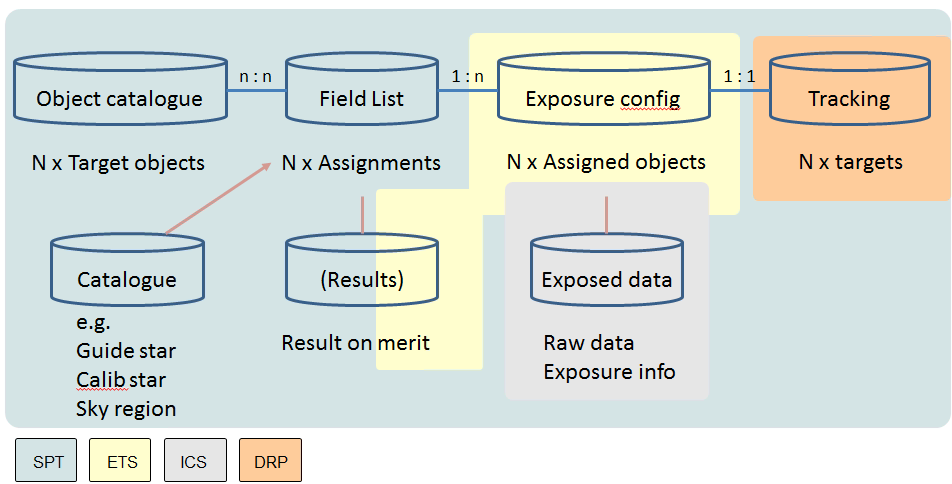 n : n
1 : n
1 : 1
Object catalogue
Field List
Exposure config
Tracking
N x Target objects
N x Assignments
N x Assigned objects
N x targets
Catalogue
(Results)
Exposed data
e.g.
Guide star
Calib star
Sky region
Result on merit
Raw data
Exposure info
SPT
ETS
ICS
DRP